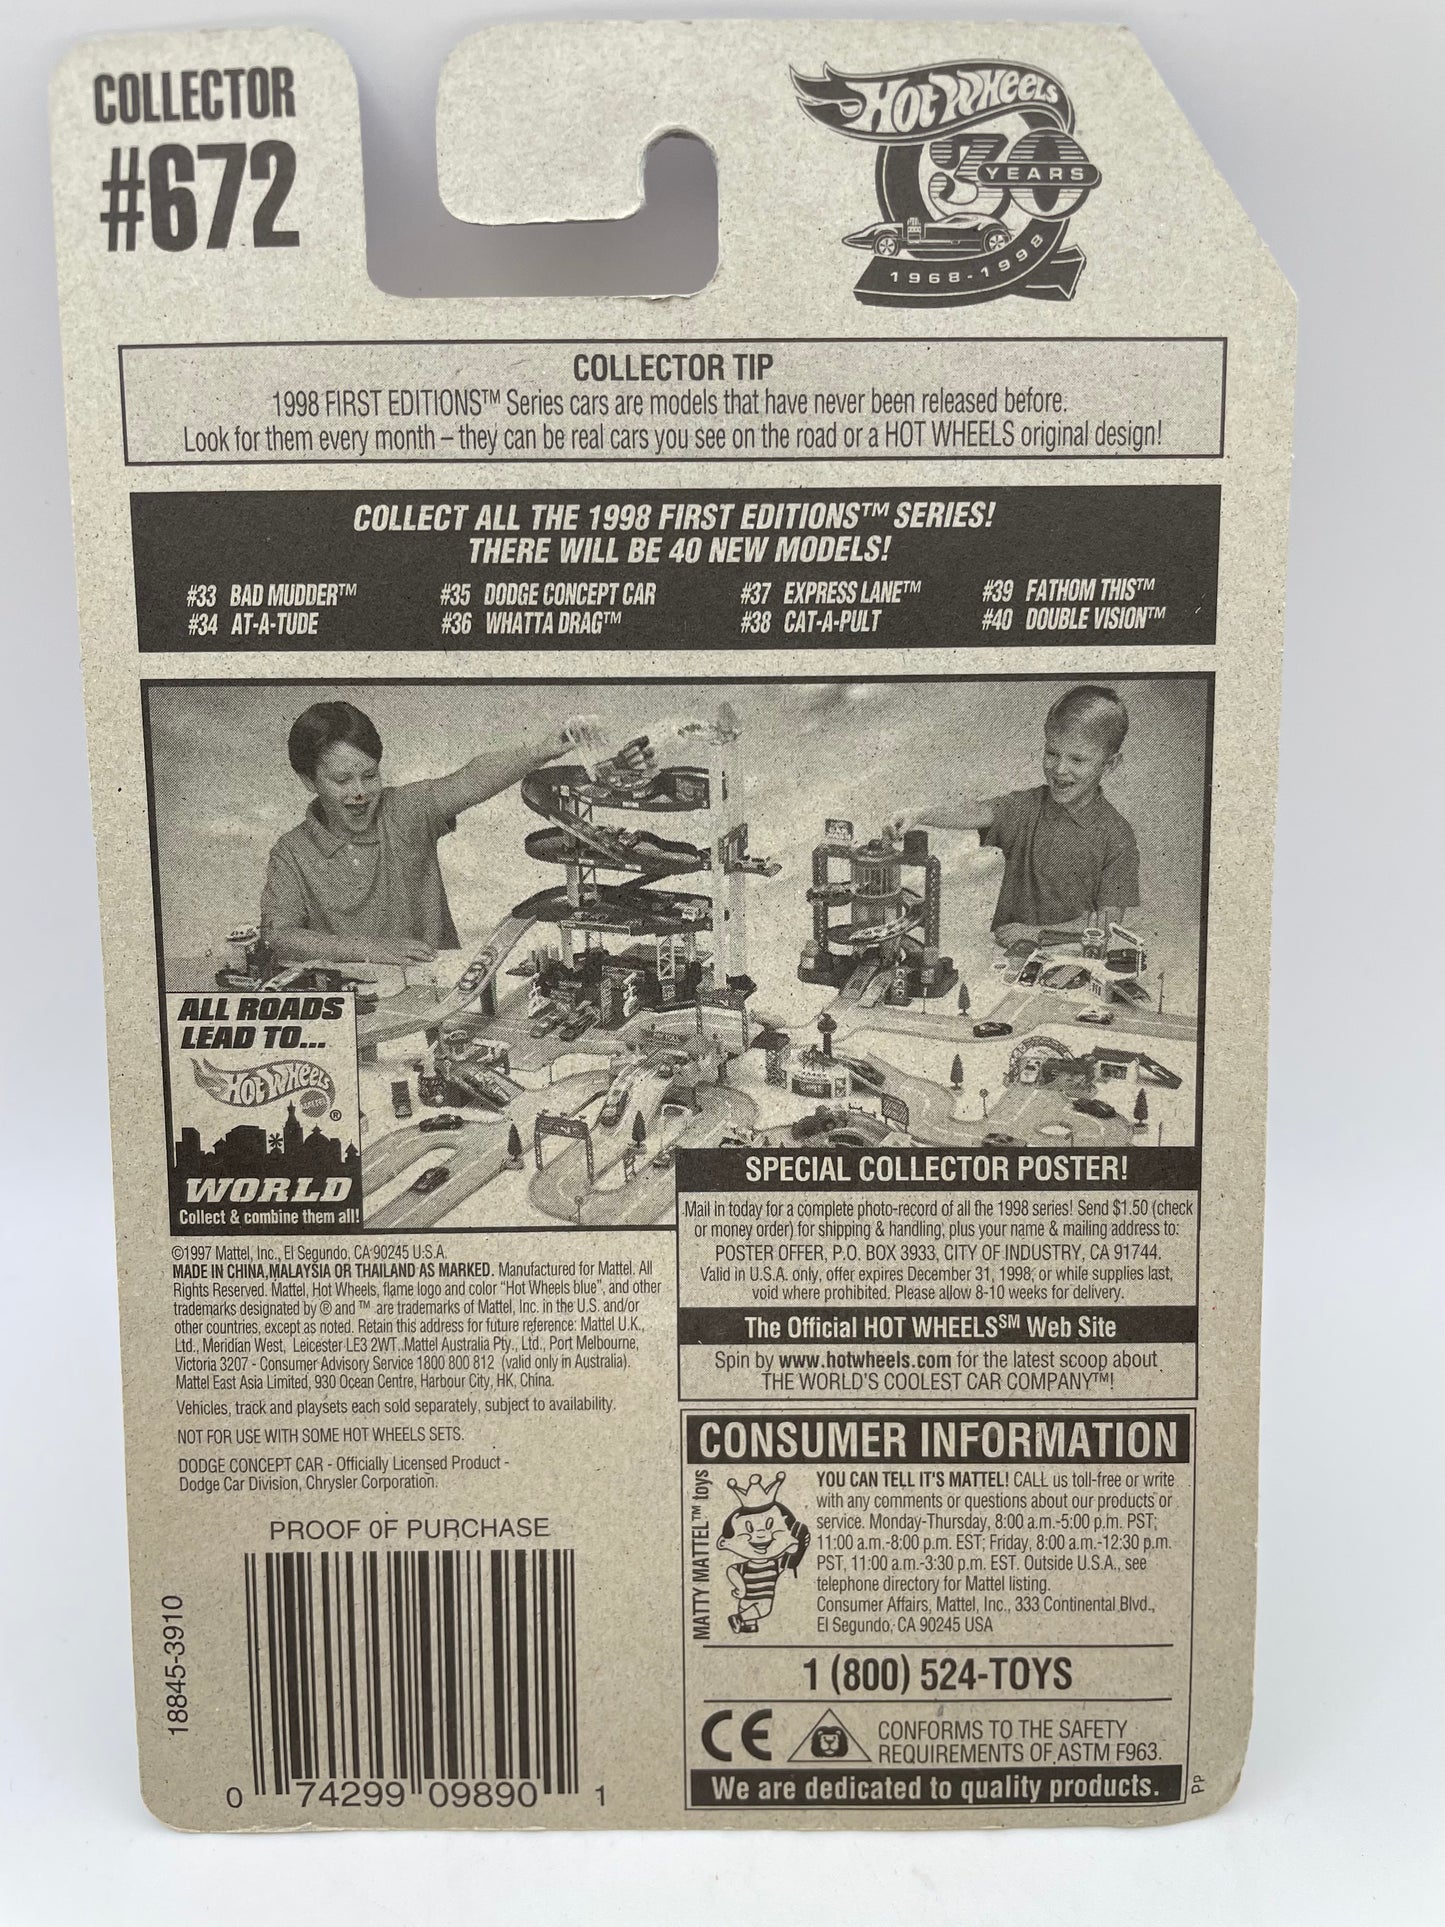 COLLECTOR
#672
HOT WHEELS
30
YEARS
1968-1998
COLLECTOR TIP
1998 FIRST EDITIONS™ Series cars are models that have never been released before.
Look for them every month – they can be real cars you see on the road or a HOT WHEELS original design!
COLLECT ALL THE 1998 FIRST EDITIONS™ SERIES!
THERE WILL BE 40 NEW MODELS!
#33 BAD MUDDER™ #35 DODGE CONCEPT CAR #37 EXPRESS LANE™ #39 FATHOM THIS™
#34 AT-A-TUDE #36 WHATTA DRAG™ #38 CAT-A-PULT #40 DOUBLE VISION™
ALL ROADS
LEAD TO...
HOT WHEELS
MATTEL ®
WORLD
Collect & combine them all!
©1997 Mattel, Inc., El Segundo, CA 90245 U.S.A.
MADE IN CHINA, MALAYSIA OR THAILAND AS MARKED. Manufactured for Mattel. All
Rights Reserved. Mattel, Hot Wheels, flame logo and color "Hot Wheels blue", and other
trademarks designated by ® and ™ are trademarks of Mattel, Inc. in the U.S. and/or
other countries, except as noted. Retain this address for future reference: Mattel U.K.,
Ltd., Meridian West, Leicester LE3 2WT. Mattel Australia Pty., Ltd., Port Melbourne,
Victoria 3207 - Consumer Advisory Service 1800 800 812 (valid only in Australia).
Mattel East Asia Limited, 930 Ocean Centre, Harbour City, HK, China.
Vehicles, track and playsets each sold separately, subject to availability.
NOT FOR USE WITH SOME HOT WHEELS SETS.
DODGE CONCEPT CAR - Officially Licensed Product -
Dodge Car Division, Chrysler Corporation.
PROOF OF PURCHASE
18845-3910
0 74299 09890 1
SPECIAL COLLECTOR POSTER!
Mail in today for a complete photo-record of all the 1998 series! Send $1.50 (check
or money order) for shipping & handling, plus your name & mailing address to:
POSTER OFFER, P.O. BOX 3933, CITY OF INDUSTRY, CA 91744.
Valid in U.S.A. only, offer expires December 31, 1998, or while supplies last,
void where prohibited. Please allow 8-10 weeks for delivery.
The Official HOT WHEELS℠ Web Site
Spin by www.hotwheels.com for the latest scoop about
THE WORLD'S COOLEST CAR COMPANY™!
CONSUMER INFORMATION
MATTY MATTEL™ toys
YOU CAN TELL IT'S MATTEL! CALL us toll-free or write
with any comments or questions about our products or
service. Monday-Thursday, 8:00 a.m.-5:00 p.m. PST;
11:00 a.m.-8:00 p.m. EST; Friday, 8:00 a.m.-12:30 p.m.
PST, 11:00 a.m.-3:30 p.m. EST. Outside U.S.A., see
telephone directory for Mattel listing.
Consumer Affairs, Mattel, Inc., 333 Continental Blvd.,
El Segundo, CA 90245 USA
1 (800) 524-TOYS
CE
CONFORMS TO THE SAFETY
REQUIREMENTS OF ASTM F963.
We are dedicated to quality products.
PP